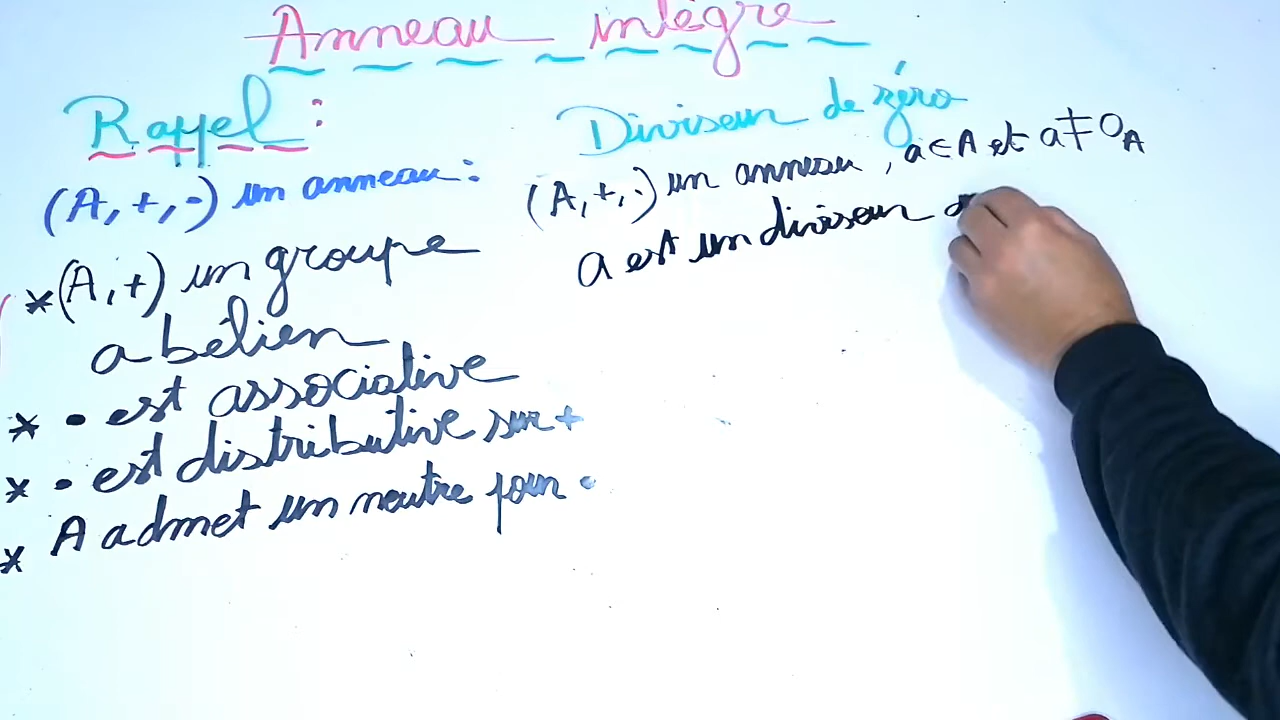 Anneau intègre
Rappel :
(A, +, ·) un anneau :
*(A, +) un groupe
abélien
* · est associative
* · est distributive sur +
* A admet un neutre pour ·
Diviseur de zéro
(A, +, ·) un anneau, a ∈ A et a ≠ 0_A
a est un diviseur